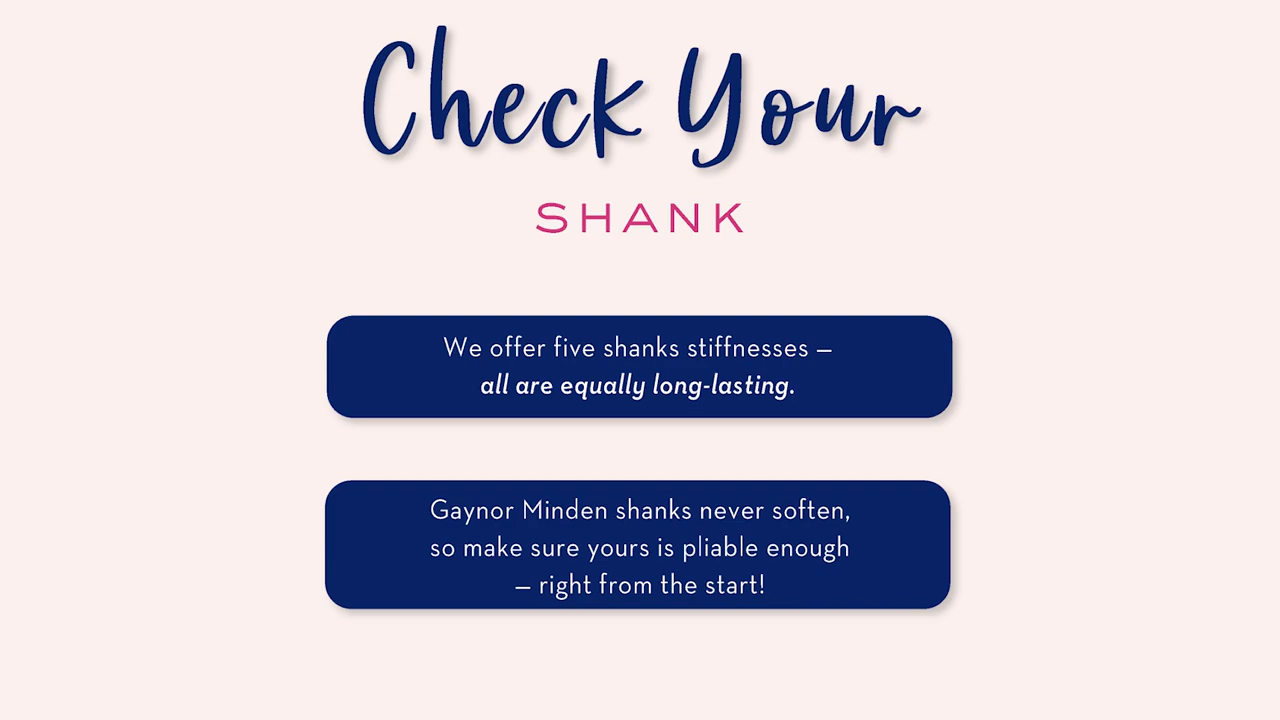 Check Your
SHANK
We offer five shanks stiffnesses –
all are equally long-lasting.
Gaynor Minden shanks never soften,
so make sure yours is pliable enough
– right from the start!